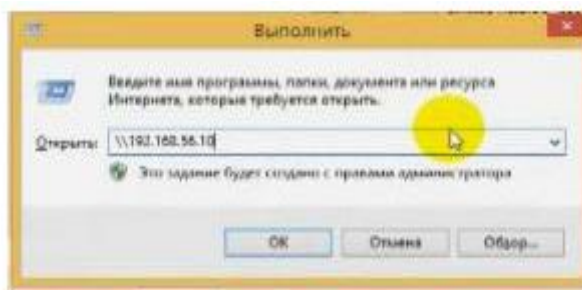 Выполнить
Введите имя программы, папки, документа или ресурса
Интернета, которые требуется открыть.
Открыть: \\192.168.56.10
Это задание будет создано с правами администратора
ОК Отмена Обзор...